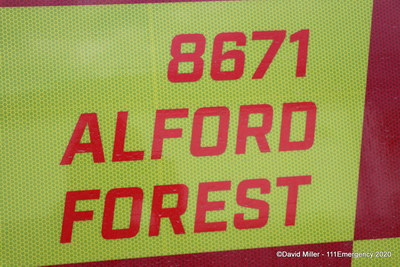 8671
ALFORD
FOREST
©David Miller - 111Emergency 2020